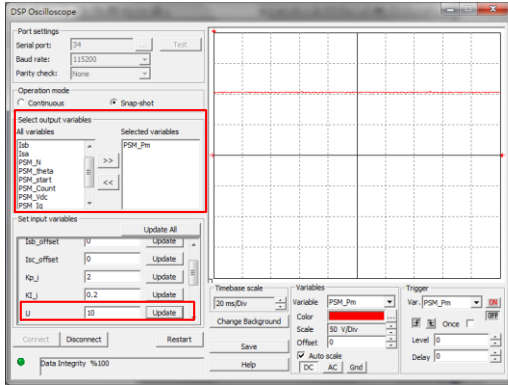 DSP Oscilloscope
Port settings
Serial port: 34 ... Test
Baud rate: 115200
Parity check: None
Operation mode
Continuous Snap-shot
Select output variables
All variables Selected variables
Isb
Isa
PSM_N
PSM_theta
PSM_start
PSM_Count
PSM_Vdc
PSM_Iq
>>
<<
PSM_Pm
Set input variables
Update All
Isb_offset 0 Update
Isc_offset 0 Update
Kp_i 2 Update
KI_i 0.2 Update
U 10 Update
Connect Disconnect Restart
Data Integrity %100
Timebase scale
20 ms/Div
Change Background
Save
Help
Variables
Variable PSM_Pm
Color ...
Scale 50 V/Div
Offset 0
Auto scale
DC AC Gnd
Trigger
Var. PSM_Pm ON
OFF
Once
Level 0
Delay 0